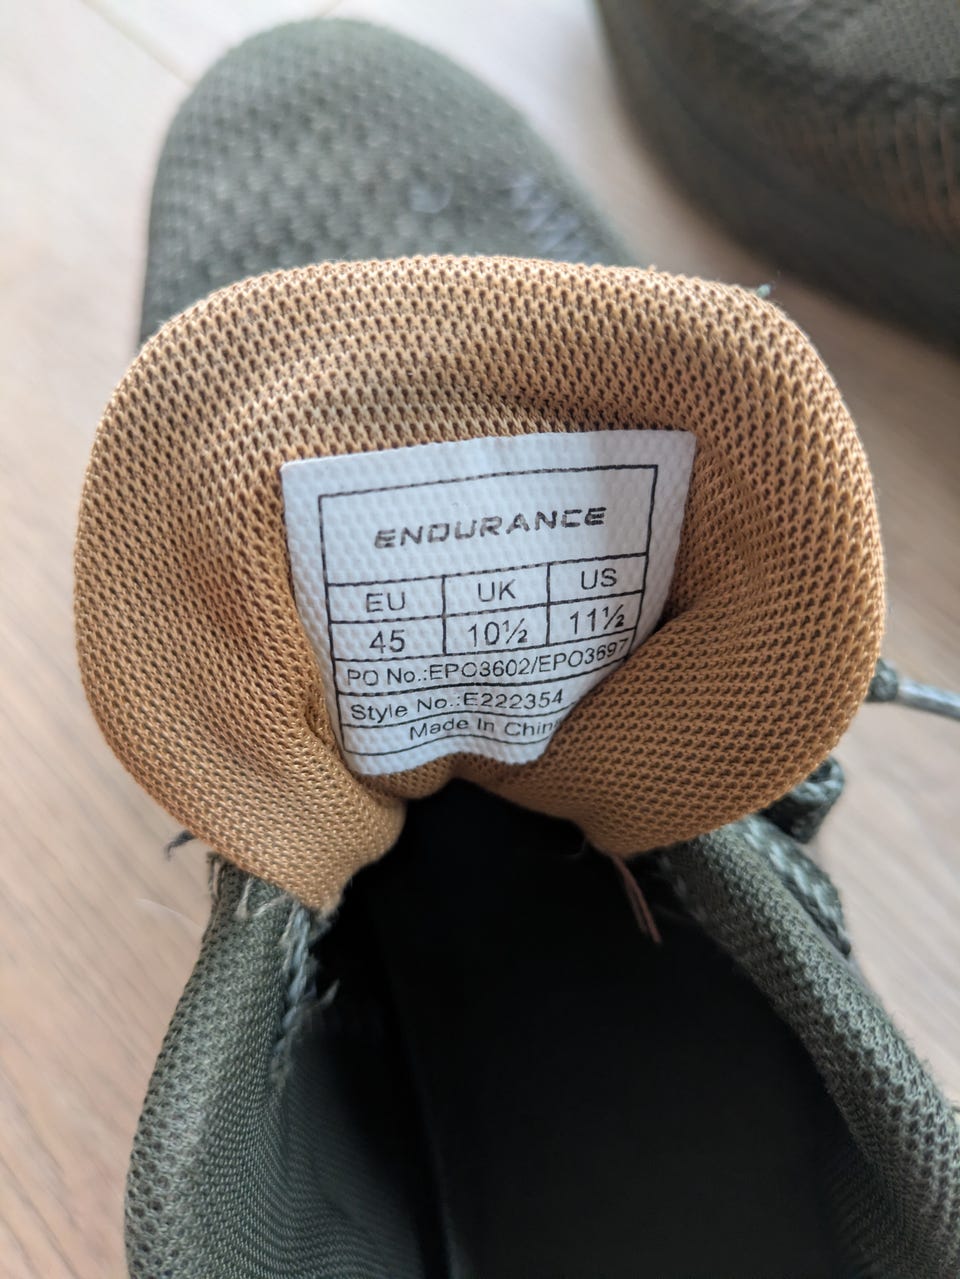 ENDURANCE
EU UK US
45 10½ 11½
PO No.:EPO3602/EPO3697
Style No.:E222354
Made In China